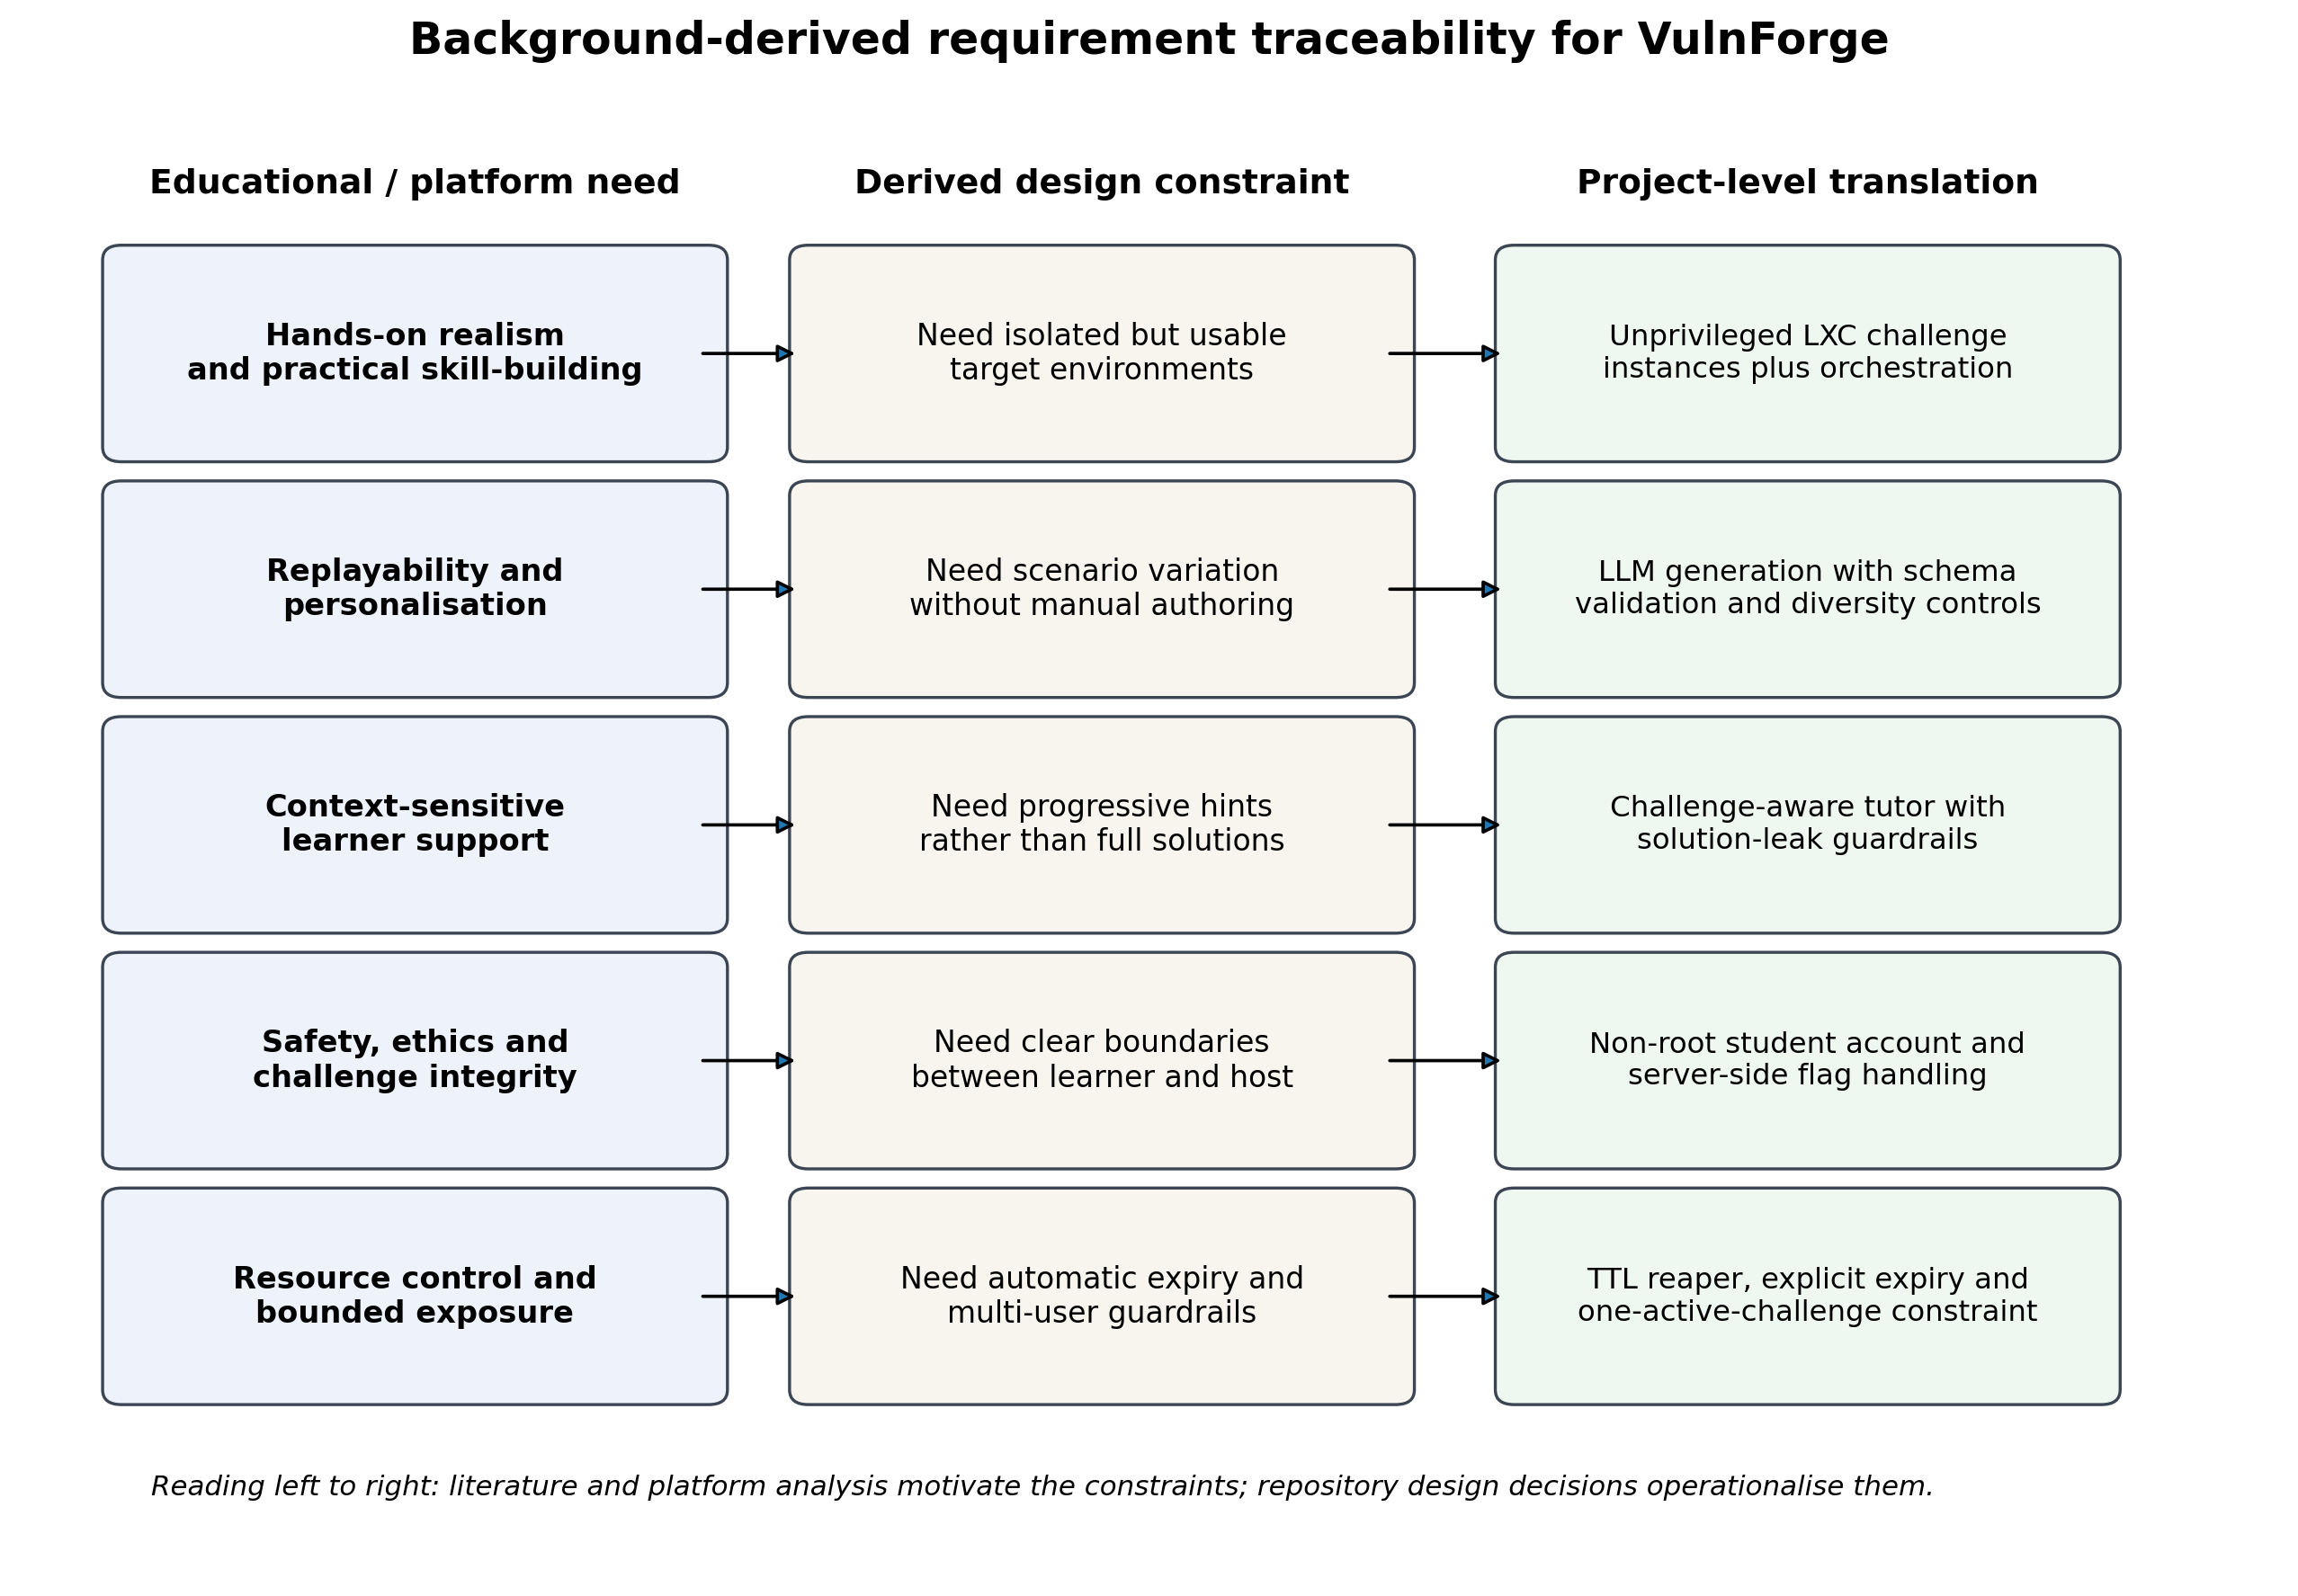 Background-derived requirement traceability for VulnForge
Educational / platform need
Derived design constraint
Project-level translation
Hands-on realism
and practical skill-building
Need isolated but usable
target environments
Unprivileged LXC challenge
instances plus orchestration
Replayability and
personalisation
Need scenario variation
without manual authoring
LLM generation with schema
validation and diversity controls
Context-sensitive
learner support
Need progressive hints
rather than full solutions
Challenge-aware tutor with
solution-leak guardrails
Safety, ethics and
challenge integrity
Need clear boundaries
between learner and host
Non-root student account and
server-side flag handling
Resource control and
bounded exposure
Need automatic expiry and
multi-user guardrails
TTL reaper, explicit expiry and
one-active-challenge constraint
Reading left to right: literature and platform analysis motivate the constraints; repository design decisions operationalise them.